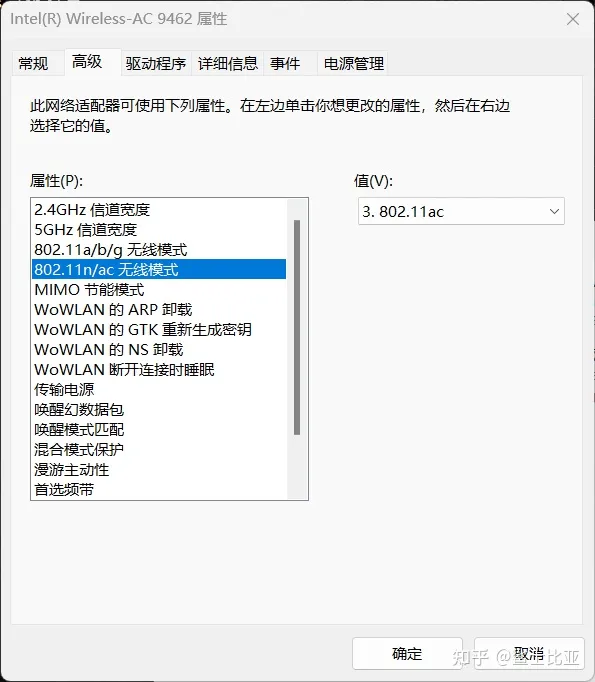 Intel(R) Wireless-AC 9462 属性
常规 高级 驱动程序 详细信息 事件 电源管理
此网络适配器可使用下列属性。在左边单击你想更改的属性，然后在右边
选择它的值。
属性(P): 值(V):
2.4GHz 信道宽度
3. 802.11ac
5GHz 信道宽度
802.11a/b/g 无线模式
802.11n/ac 无线模式
MIMO 节能模式
WoWLAN 的 ARP 卸载
WoWLAN 的 GTK 重新生成密钥
WoWLAN 的 NS 卸载
WoWLAN 断开连接时睡眠
传输电源
唤醒幻数据包
唤醒模式匹配
混合模式保护
漫游主动性
首选频带
确定 取消
知乎